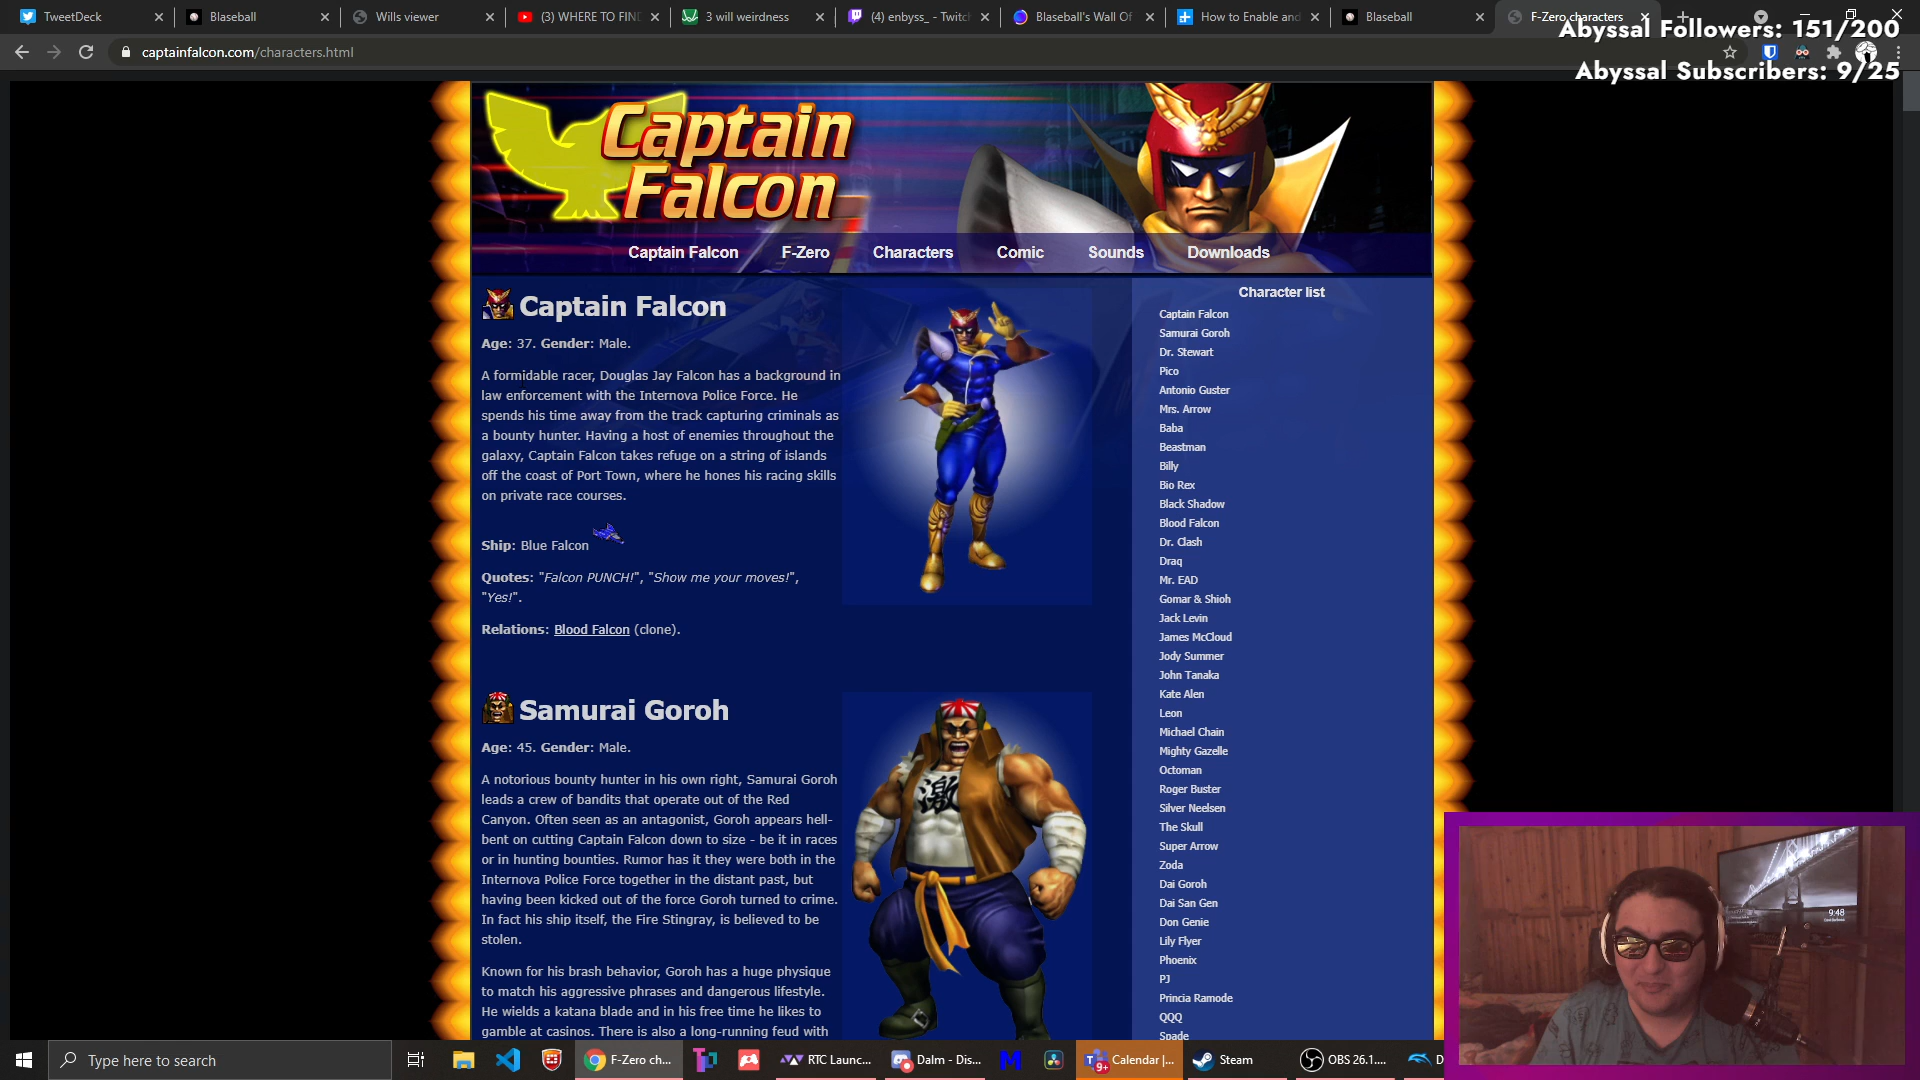 TweetDeck
Blaseball
Wills viewer
(3) WHERE TO FIN
3 will weirdness
(4) enbyss_ - Twitch
Blaseball's Wall Of
How to Enable and
Blaseball
F-Zero characters
captainfalcon.com/characters.html
Abyssal Followers: 151/200
Abyssal Subscribers: 9/25
Captain
Falcon
Captain Falcon
F-Zero
Characters
Comic
Sounds
Downloads
Captain Falcon
Age: 37. Gender: Male.
A formidable racer, Douglas Jay Falcon has a background in
law enforcement with the Internova Police Force. He
spends his time away from the track capturing criminals as
a bounty hunter. Having a host of enemies throughout the
galaxy, Captain Falcon takes refuge on a string of islands
off the coast of Port Town, where he hones his racing skills
on private race courses.
Ship: Blue Falcon
Quotes: "Falcon PUNCH!", "Show me your moves!",
"Yes!".
Relations: Blood Falcon (clone).
Samurai Goroh
Age: 45. Gender: Male.
A notorious bounty hunter in his own right, Samurai Goroh
leads a crew of bandits that operate out of the Red
Canyon. Often seen as an antagonist, Goroh appears hell-
bent on cutting Captain Falcon down to size - be it in races
or in hunting bounties. Rumor has it they were both in the
Internova Police Force together in the distant past, but
having been kicked out of the force Goroh turned to crime.
In fact his ship itself, the Fire Stingray, is believed to be
stolen.
Known for his brash behavior, Goroh has a huge physique
to match his aggressive phrases and dangerous lifestyle.
He wields a katana blade and in his free time he likes to
gamble at casinos. There is also a long-running feud with
激
Character list
Captain Falcon
Samurai Goroh
Dr. Stewart
Pico
Antonio Guster
Mrs. Arrow
Baba
Beastman
Billy
Bio Rex
Black Shadow
Blood Falcon
Dr. Clash
Draq
Mr. EAD
Gomar & Shioh
Jack Levin
James McCloud
Jody Summer
John Tanaka
Kate Alen
Leon
Michael Chain
Mighty Gazelle
Octoman
Roger Buster
Silver Neelsen
The Skull
Super Arrow
Zoda
Dai Goroh
Dai San Gen
Don Genie
Lily Flyer
Phoenix
PJ
Princia Ramode
QQQ
Spade
9:48
Type here to search
F-Zero ch...
RTC Launc...
Dalm - Dis...
9+
Calendar |...
Steam
OBS 26.1....
D